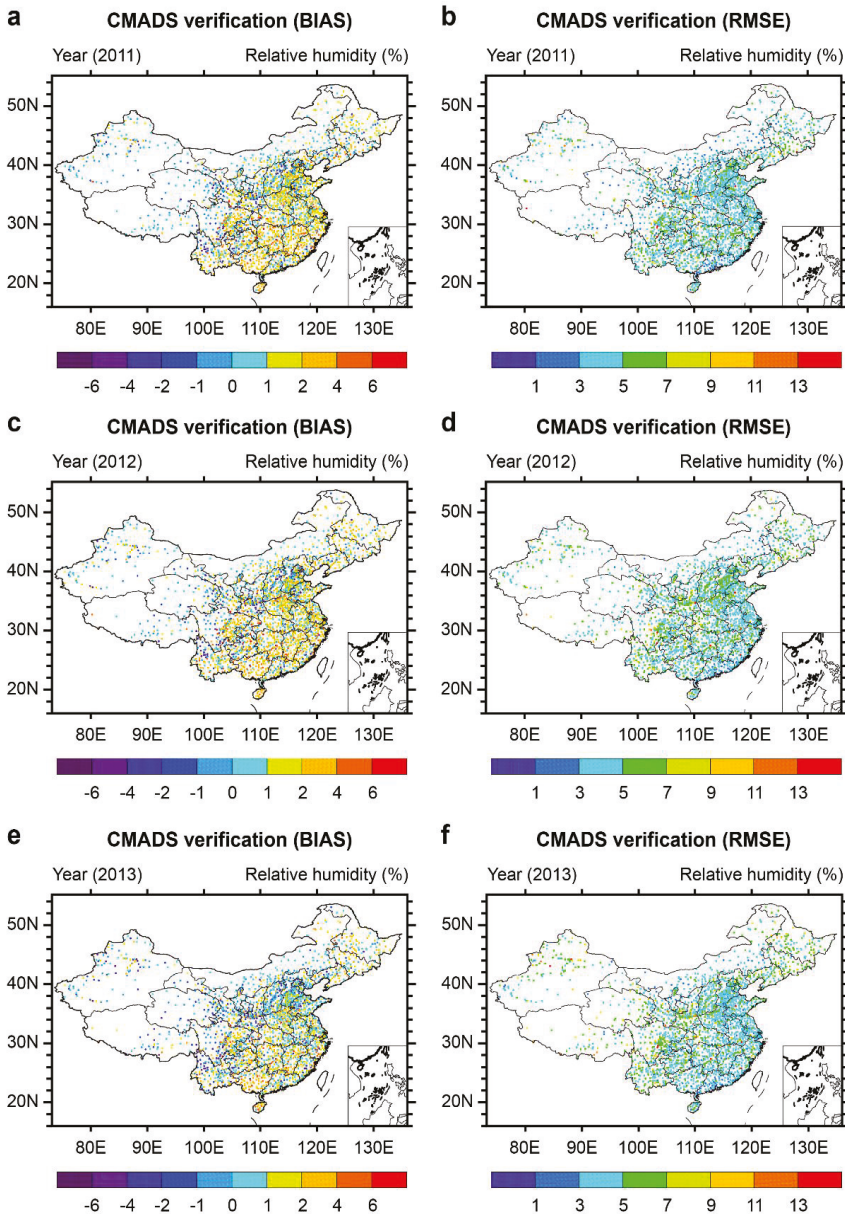 a CMADS verification (BIAS)
Year (2011) Relative humidity (%)
50N
40N
30N
20N
80E 90E 100E 110E 120E 130E
-6 -4 -2 -1 0 1 2 4 6
b CMADS verification (RMSE)
Year (2011) Relative humidity (%)
50N
40N
30N
20N
80E 90E 100E 110E 120E 130E
1 3 5 7 9 11 13
c CMADS verification (BIAS)
Year (2012) Relative humidity (%)
50N
40N
30N
20N
80E 90E 100E 110E 120E 130E
-6 -4 -2 -1 0 1 2 4 6
d CMADS verification (RMSE)
Year (2012) Relative humidity (%)
50N
40N
30N
20N
80E 90E 100E 110E 120E 130E
1 3 5 7 9 11 13
e CMADS verification (BIAS)
Year (2013) Relative humidity (%)
50N
40N
30N
20N
80E 90E 100E 110E 120E 130E
-6 -4 -2 -1 0 1 2 4 6
f CMADS verification (RMSE)
Year (2013) Relative humidity (%)
50N
40N
30N
20N
80E 90E 100E 110E 120E 130E
1 3 5 7 9 11 13